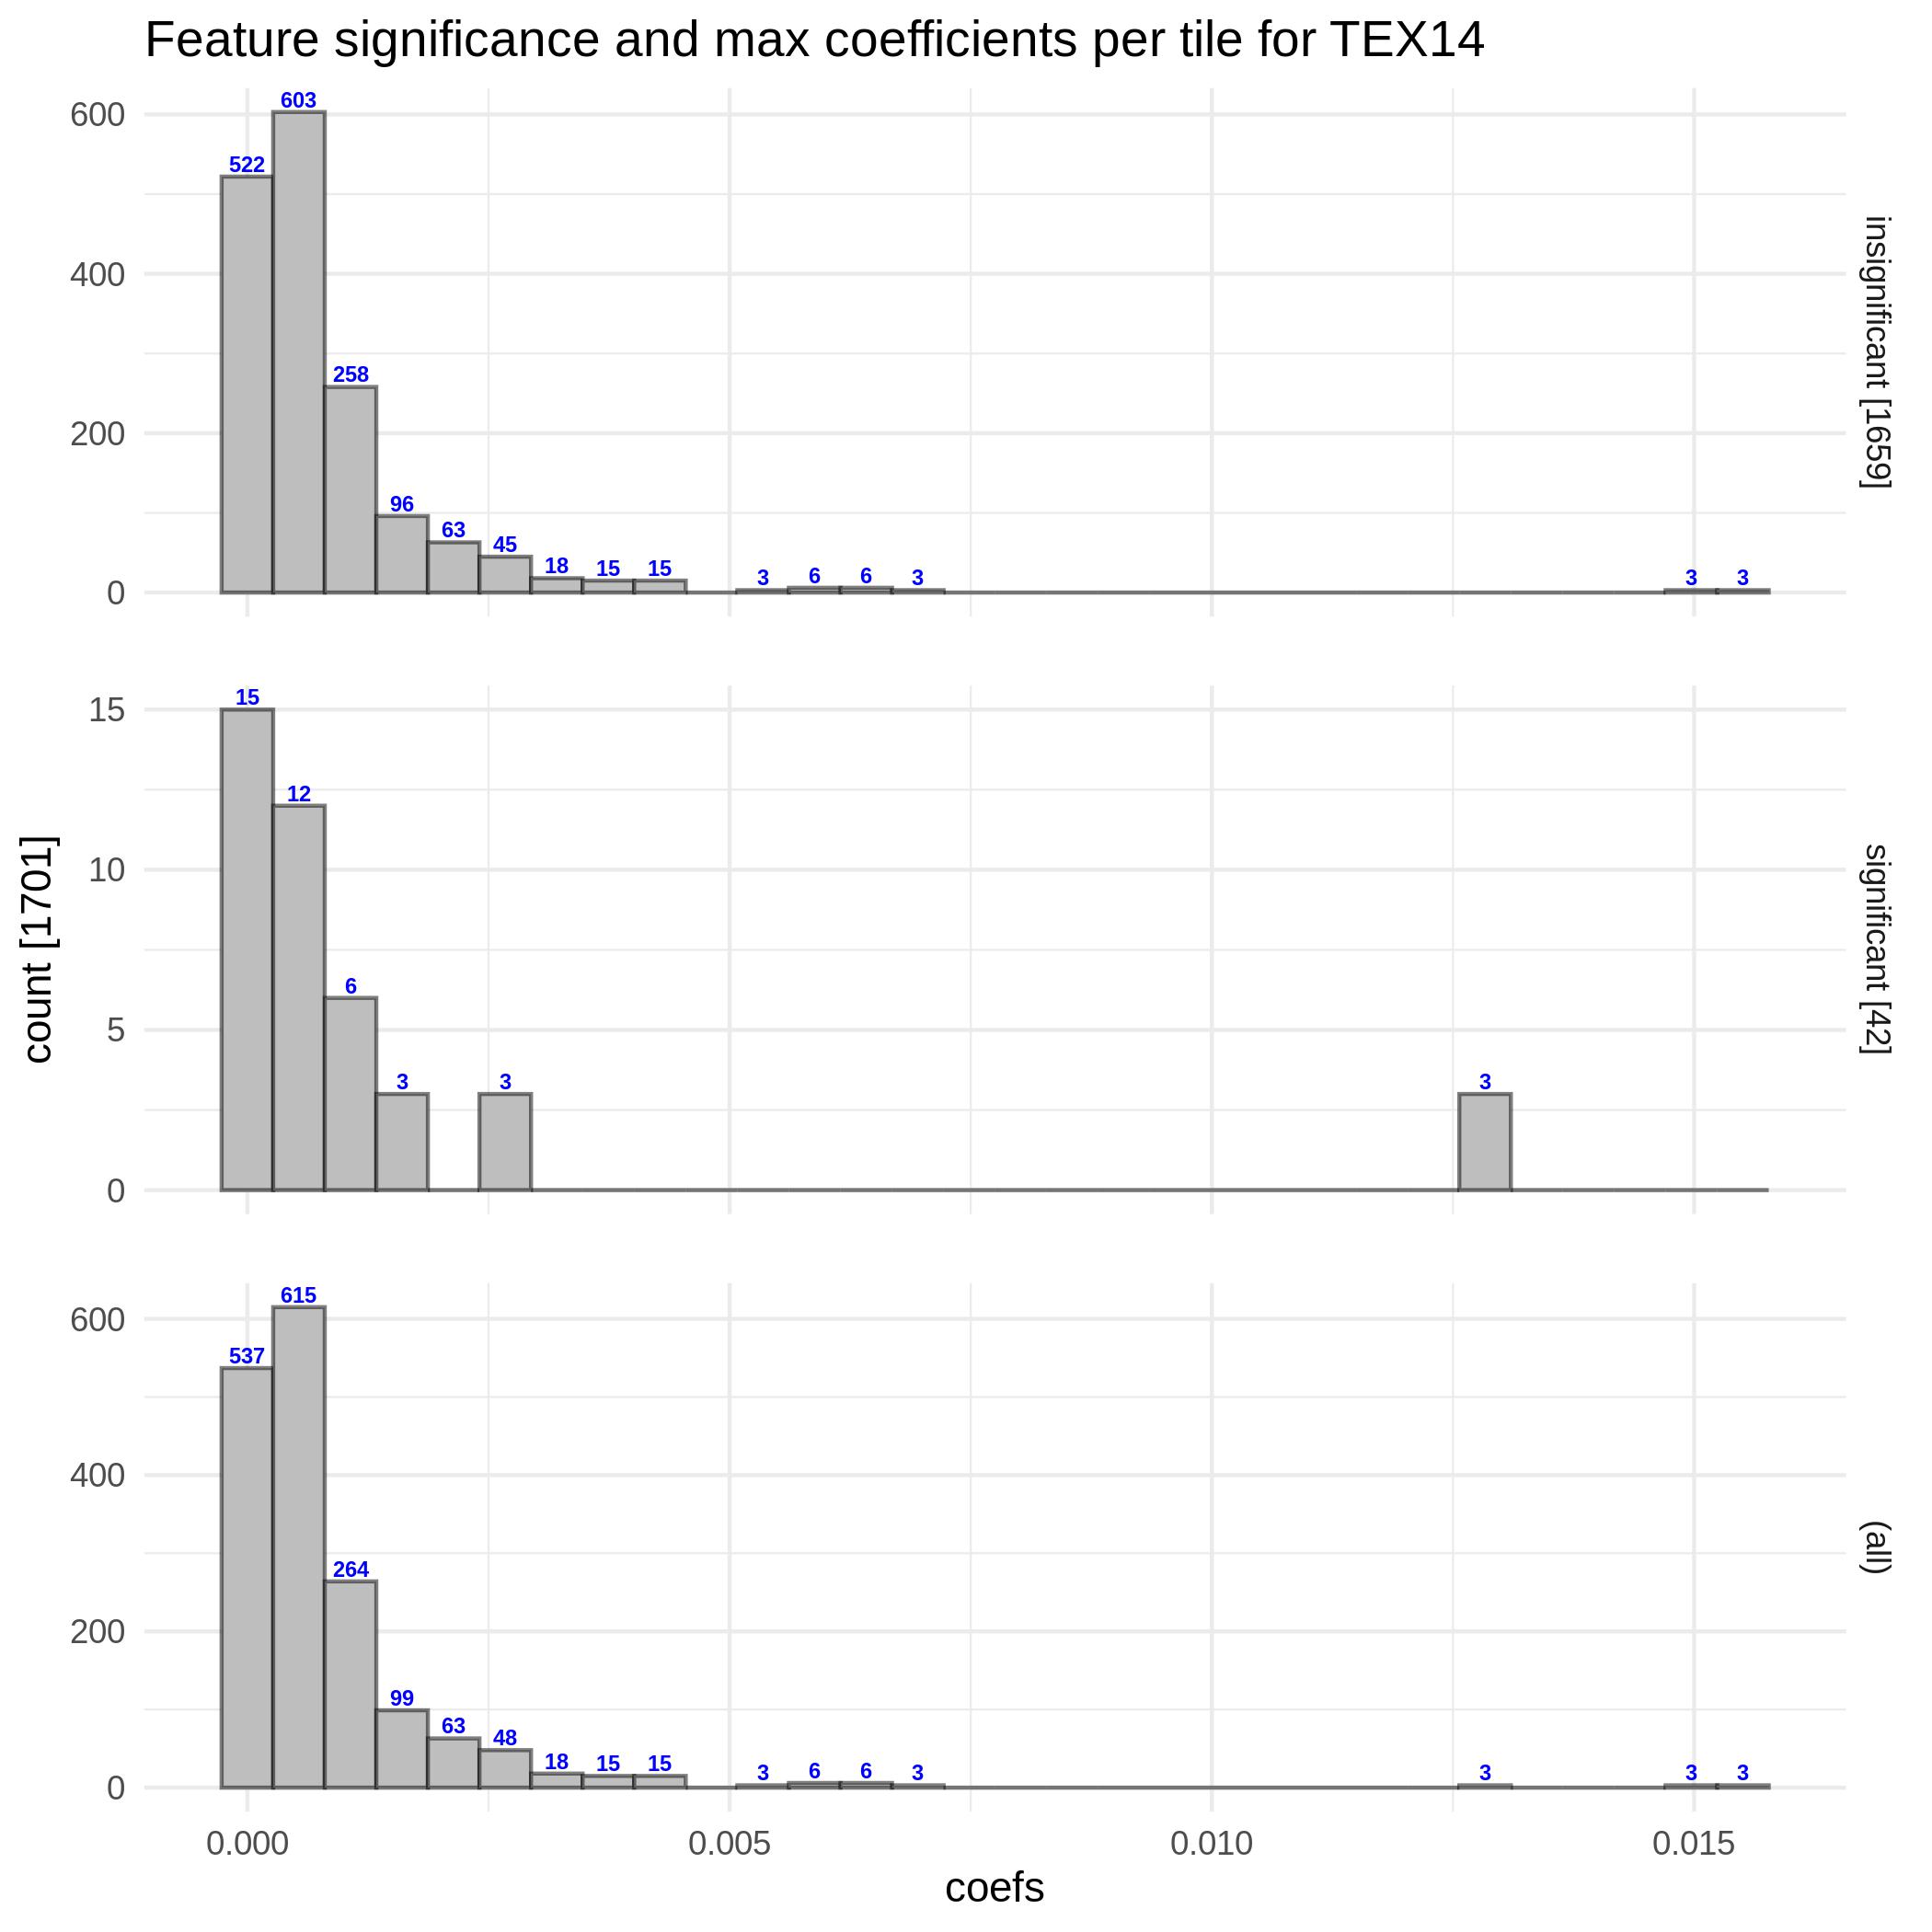 Feature significance and max coefficients per tile for TEX14
603
600
522
400
258
200
96
63
45
18 15 15
3 6 6 3
3 3
0
insignificant [1659]
15
15
12
10
6
5
3 3
3
0
significant [42]
count [1701]
615
600
537
400
264
200
99
63
48
18 15 15
3 6 6 3
3
3 3
0
(all)
0.000 0.005 0.010 0.015
coefs